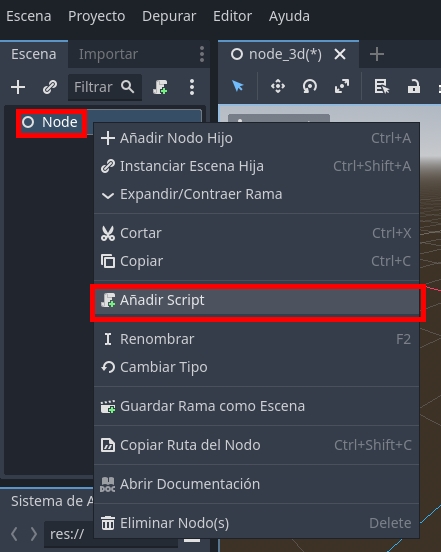 Escena Proyecto Depurar Editor Ayuda
Escena Importar
node_3d(*)
Filtrar
Node
Añadir Nodo Hijo Ctrl+A
Instanciar Escena Hija Ctrl+Shift+A
Expandir/Contraer Rama
Cortar Ctrl+X
Copiar Ctrl+C
Añadir Script
Renombrar F2
Cambiar Tipo
Guardar Rama como Escena
Copiar Ruta del Nodo Ctrl+Shift+C
DOC Abrir Documentación
Eliminar Nodo(s) Delete
Sistema de A
res://